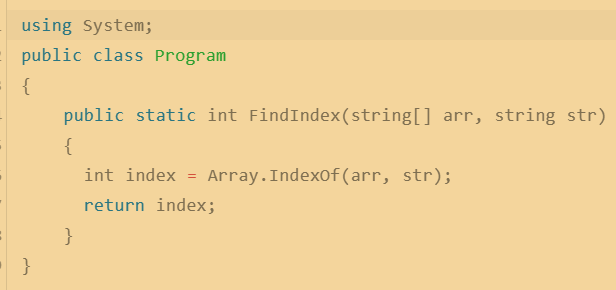 using System;
public class Program
{
public static int FindIndex(string[] arr, string str)
{
int index = Array.IndexOf(arr, str);
return index;
}
}